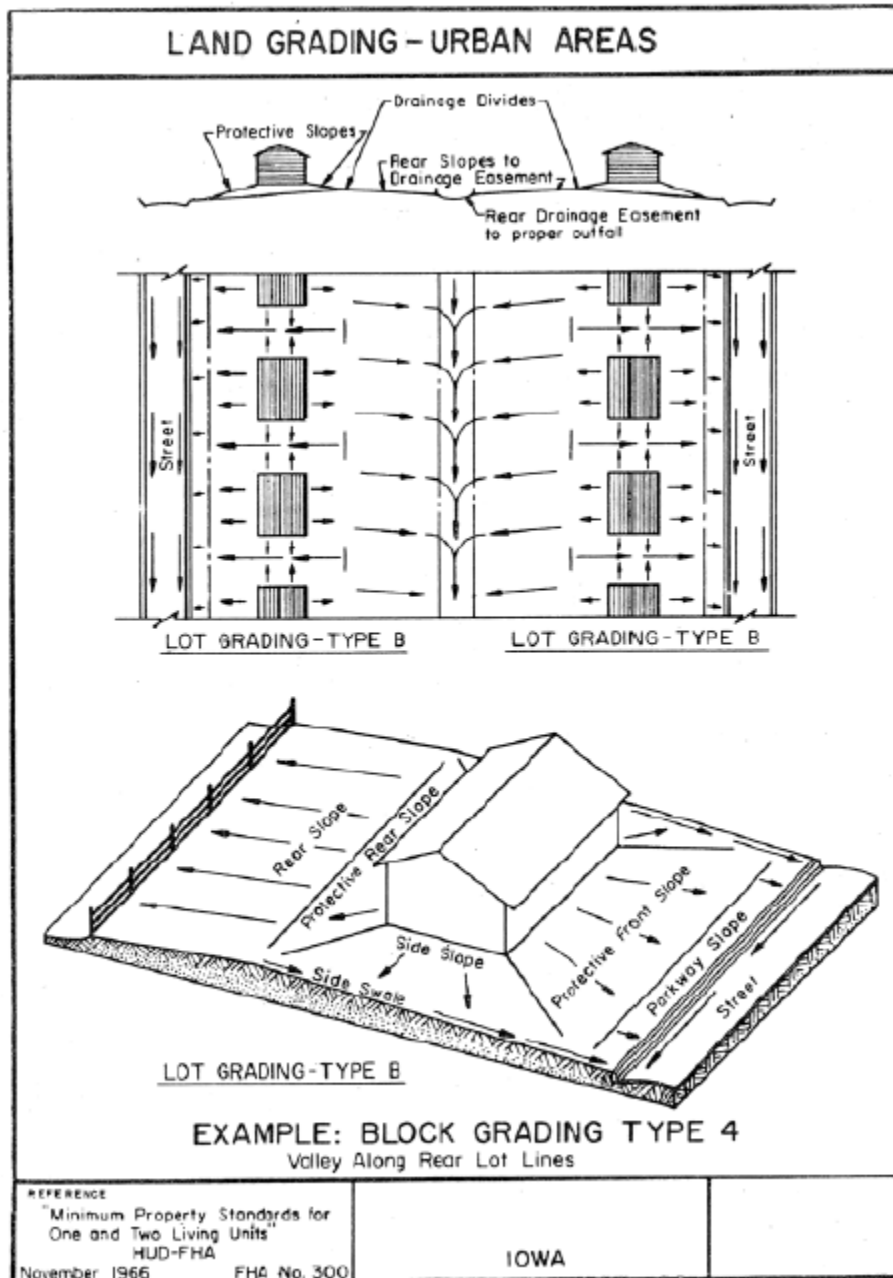 LAND GRADING - URBAN AREAS
Drainage Divides
Protective Slopes
Rear Slopes to
Drainage Easement
Rear Drainage Easement
to proper outfall
Street
Street
LOT GRADING-TYPE B
LOT GRADING-TYPE B
Rear Slope
Protective Rear Slope
Side Slope
Side Swale
Protective Front Slope
Parkway Slope
Street
LOT GRADING-TYPE B
EXAMPLE: BLOCK GRADING TYPE 4
Valley Along Rear Lot Lines
REFERENCE
"Minimum Property Standards for
One and Two Living Units"
HUD-FHA
November 1966 FHA No. 300
IOWA